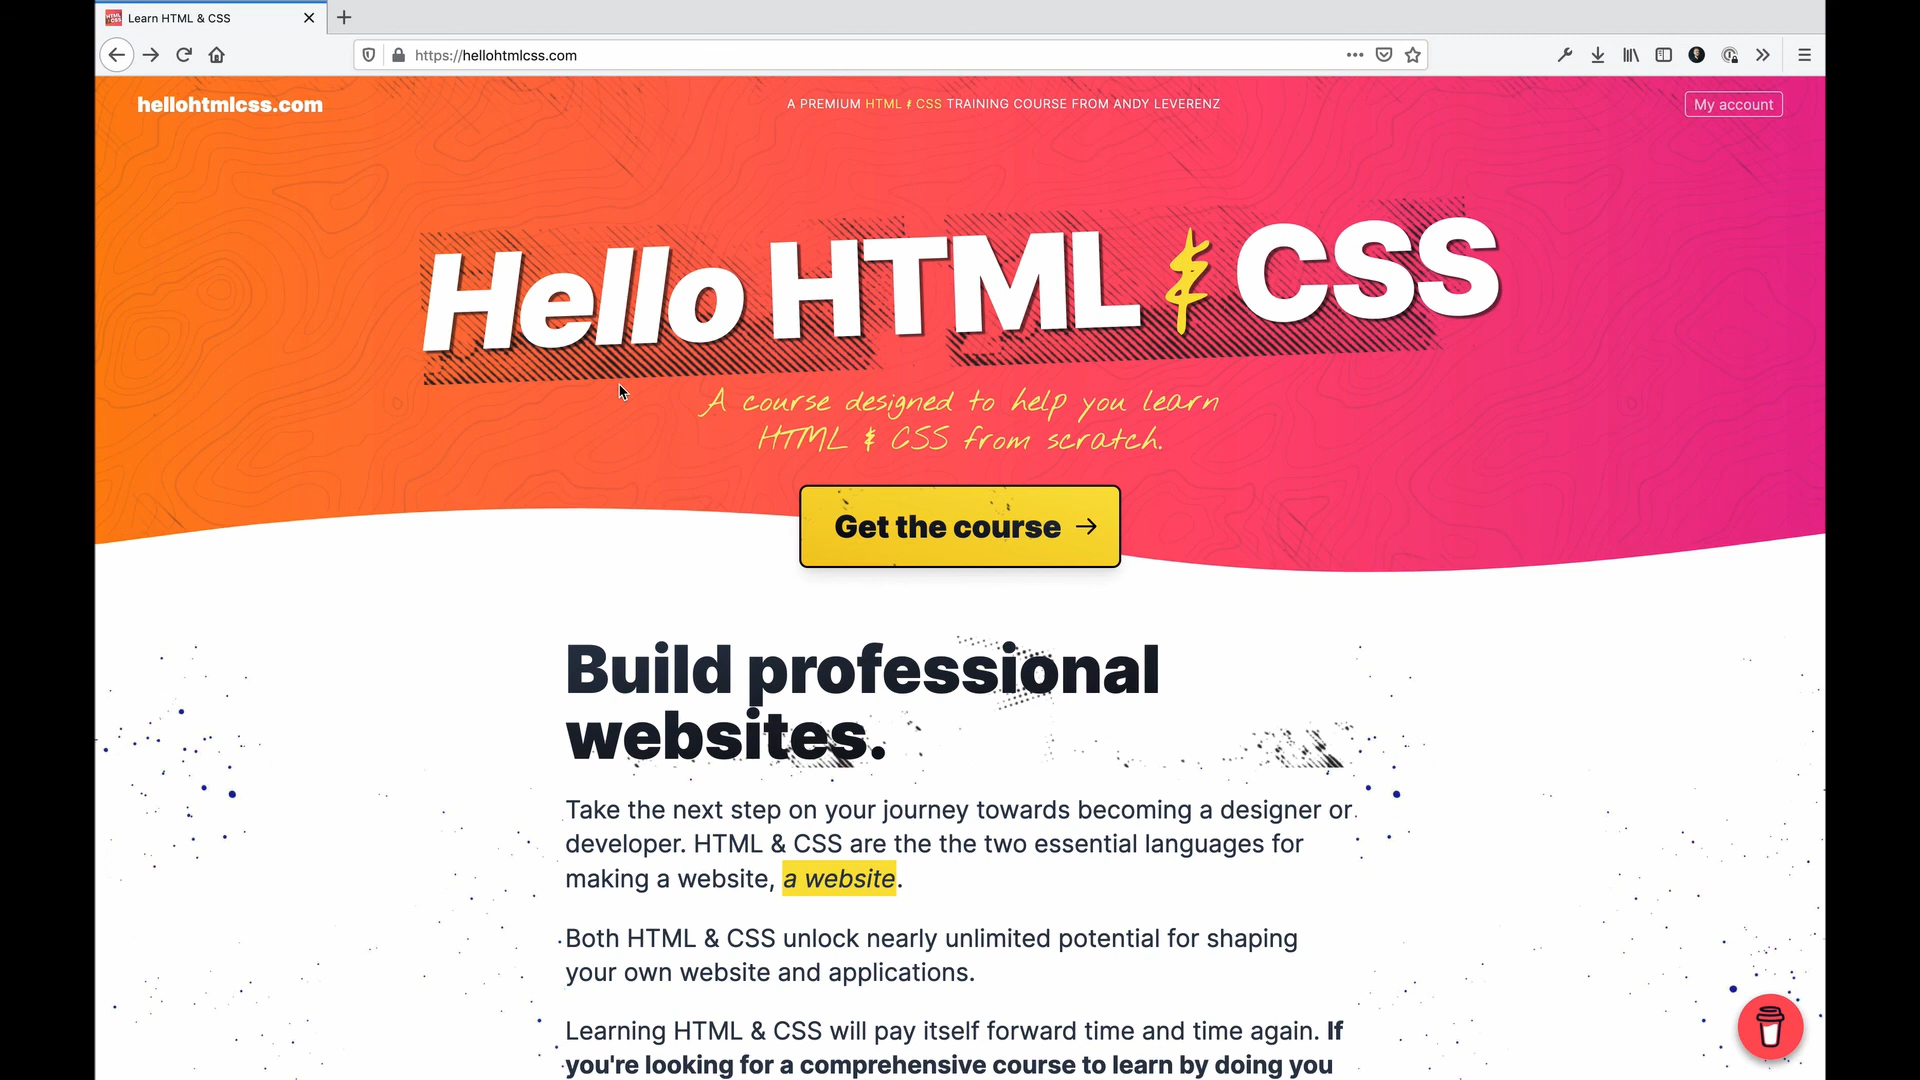 Learn HTML & CSS
https://hellohtmlcss.com
hellohtmlcss.com
A PREMIUM HTML & CSS TRAINING COURSE FROM ANDY LEVERENZ
My account
Hello HTML & CSS
A course designed to help you learn
HTML & CSS from scratch.
Get the course →
Build professional
websites.
Take the next step on your journey towards becoming a designer or
developer. HTML & CSS are the the two essential languages for
making a website, a website.
Both HTML & CSS unlock nearly unlimited potential for shaping
your own website and applications.
Learning HTML & CSS will pay itself forward time and time again. If
you're looking for a comprehensive course to learn by doing you